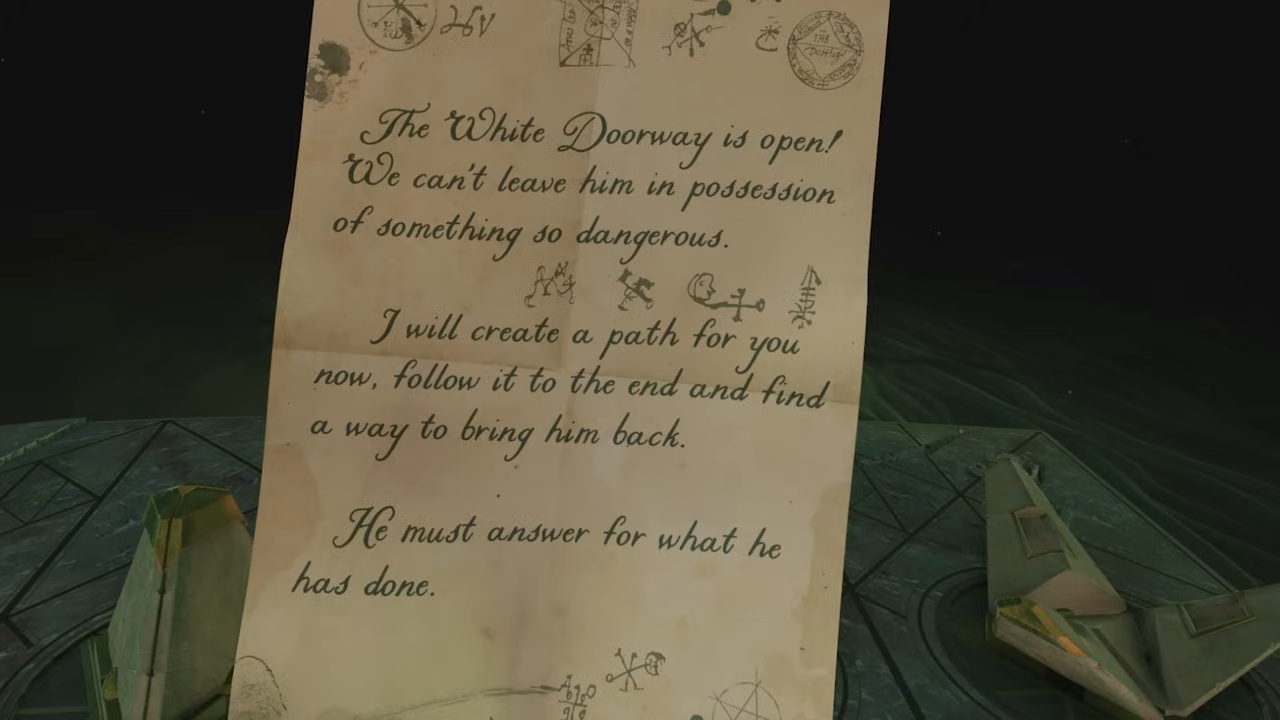 The White Doorway is open!
We can't leave him in possession
of something so dangerous.
I will create a path for you
now, follow it to the end and find
a way to bring him back.
He must answer for what he
has done.